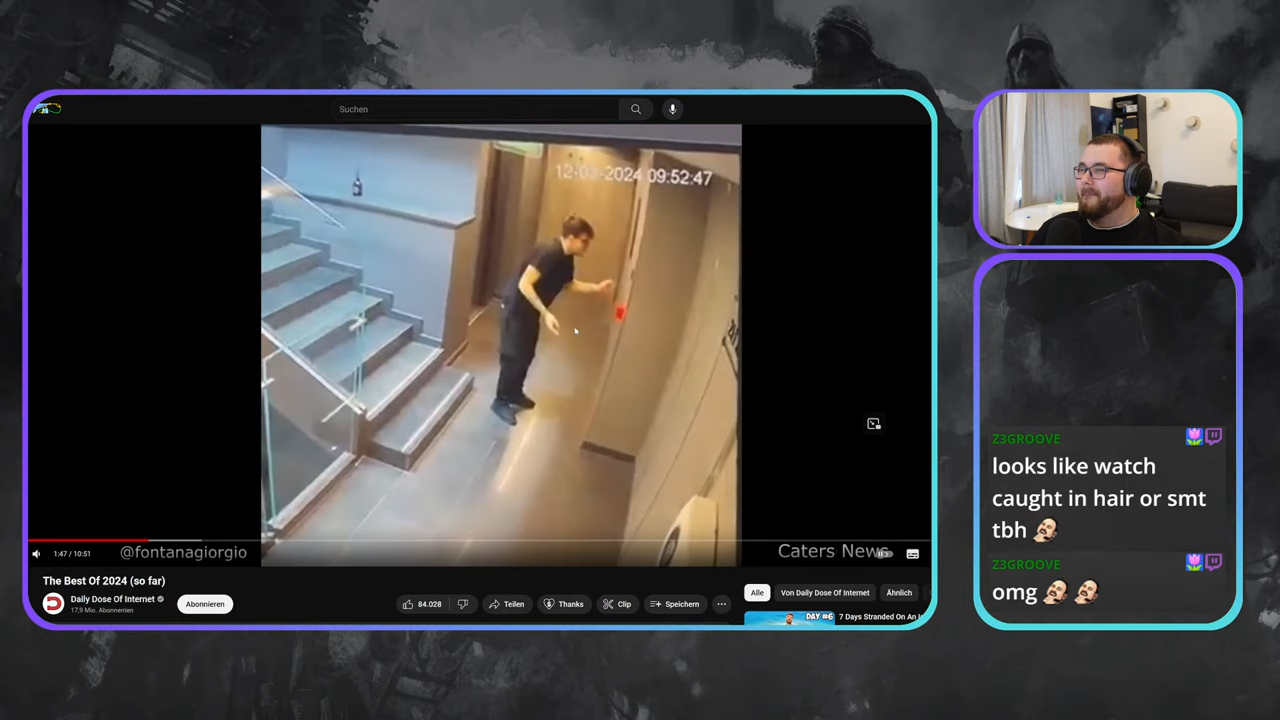 Suchen
12-03-2024 09:52:47
1:47 / 10:51
@fontanagiorgio
Caters News
The Best Of 2024 (so far)
Daily Dose Of Internet
17,9 Mio. Abonnenten
Abonnieren
84.028
Teilen
Thanks
Clip
Speichern
Alle
Von Daily Dose Of Internet
Ähnlich
DAY #6
7 Days Stranded On An
Z3GROOVE
looks like watch
caught in hair or smt
tbh
Z3GROOVE
omg